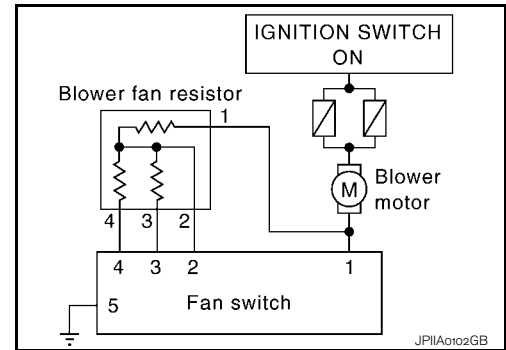 IGNITION SWITCH
ON
Blower fan resistor
1
M
Blower
motor
4 3 2
4 3 2 1
5 Fan switch
JPIIA0102GB